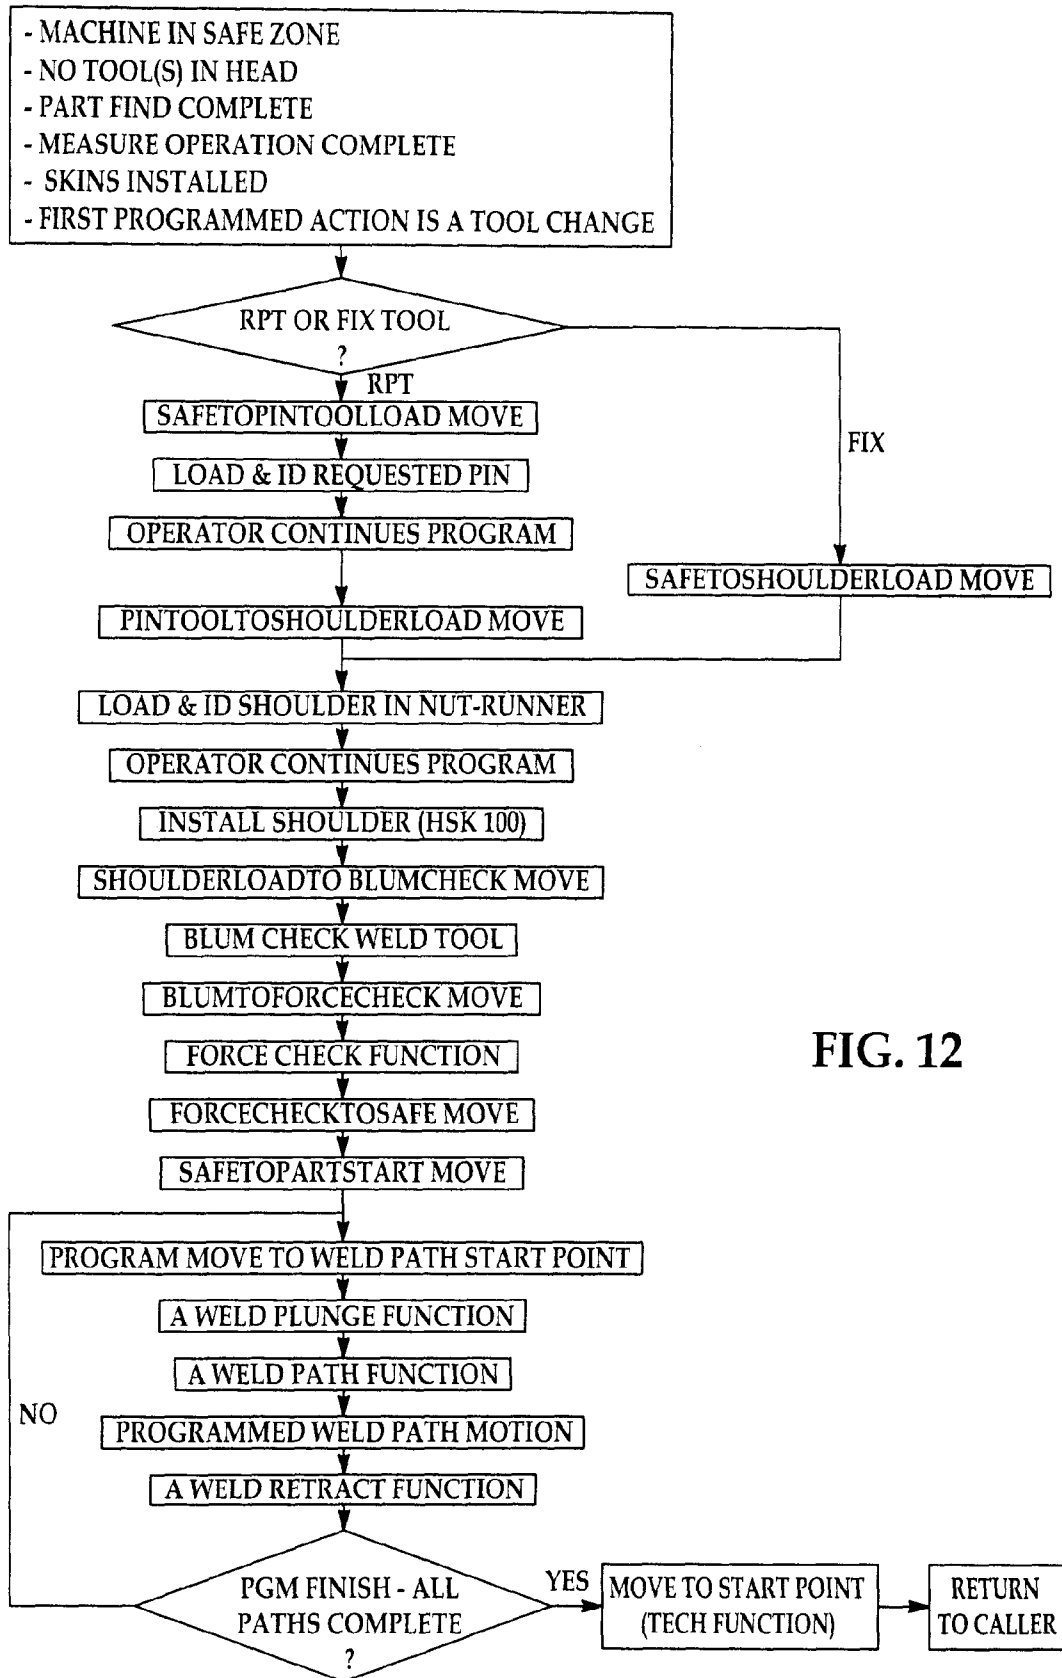 - MACHINE IN SAFE ZONE
- NO TOOL(S) IN HEAD
- PART FIND COMPLETE
- MEASURE OPERATION COMPLETE
- SKINS INSTALLED
- FIRST PROGRAMMED ACTION IS A TOOL CHANGE
RPT OR FIX TOOL
?
RPT
FIX
SAFETOPINTOOLLOAD MOVE
LOAD & ID REQUESTED PIN
OPERATOR CONTINUES PROGRAM
SAFETOSHOULDERLOAD MOVE
PINTOOLTOSHOULDERLOAD MOVE
LOAD & ID SHOULDER IN NUT-RUNNER
OPERATOR CONTINUES PROGRAM
INSTALL SHOULDER (HSK 100)
SHOULDERLOADTO BLUMCHECK MOVE
BLUM CHECK WELD TOOL
BLUMTOFORCECHECK MOVE
FORCE CHECK FUNCTION
FORCECHECKTOSAFE MOVE
SAFETOPARTSTART MOVE
FIG. 12
PROGRAM MOVE TO WELD PATH START POINT
A WELD PLUNGE FUNCTION
A WELD PATH FUNCTION
PROGRAMMED WELD PATH MOTION
A WELD RETRACT FUNCTION
NO
PGM FINISH - ALL
PATHS COMPLETE
?
YES
MOVE TO START POINT
(TECH FUNCTION)
RETURN
TO CALLER